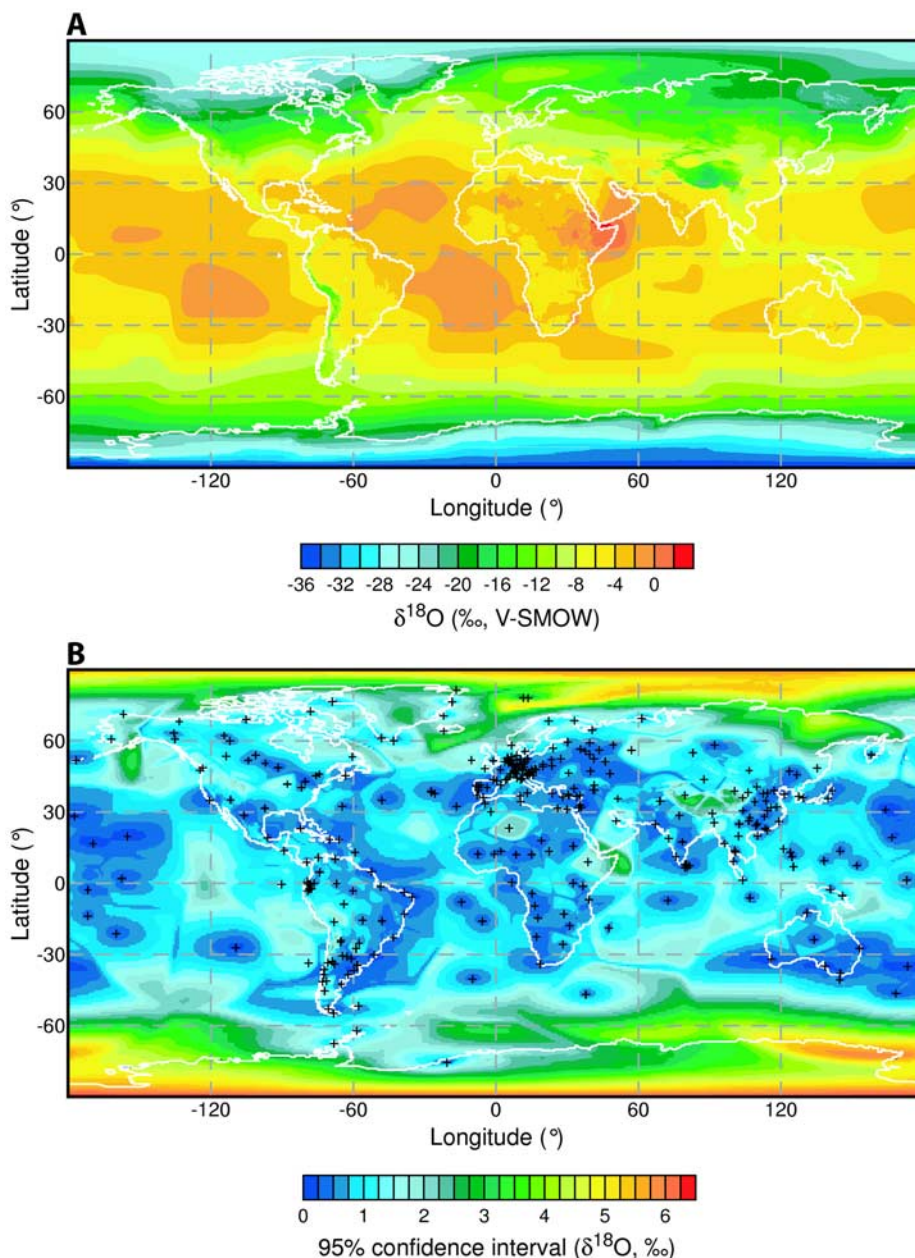 A
60
30
0
-30
-60
Latitude (°)
-120 -60 0 60 120
Longitude (°)
-36 -32 -28 -24 -20 -16 -12 -8 -4 0
δ¹⁸O (‰, V-SMOW)
B
60
30
0
-30
-60
Latitude (°)
-120 -60 0 60 120
Longitude (°)
0 1 2 3 4 5 6
95% confidence interval (δ¹⁸O, ‰)